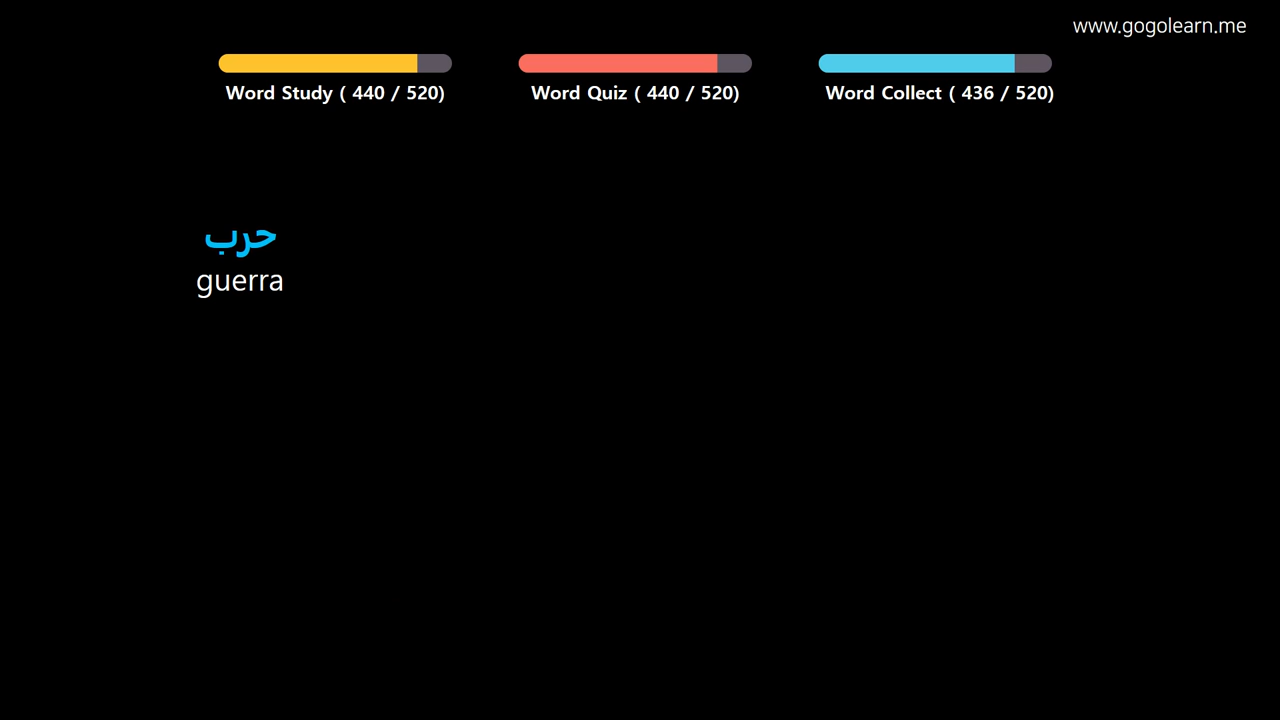 www.gogolearn.me
Word Study ( 440 / 520)
Word Quiz ( 440 / 520)
Word Collect ( 436 / 520)
حرب
guerra